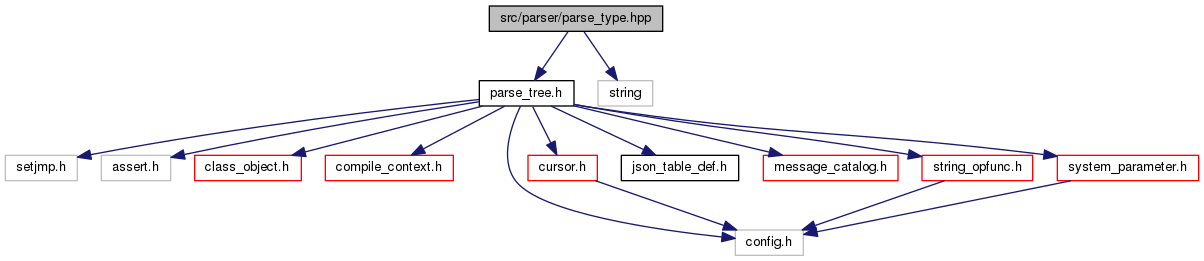 src/parser/parse_type.hpp
parse_tree.h
string
setjmp.h
assert.h
class_object.h
compile_context.h
cursor.h
json_table_def.h
message_catalog.h
string_opfunc.h
system_parameter.h
config.h